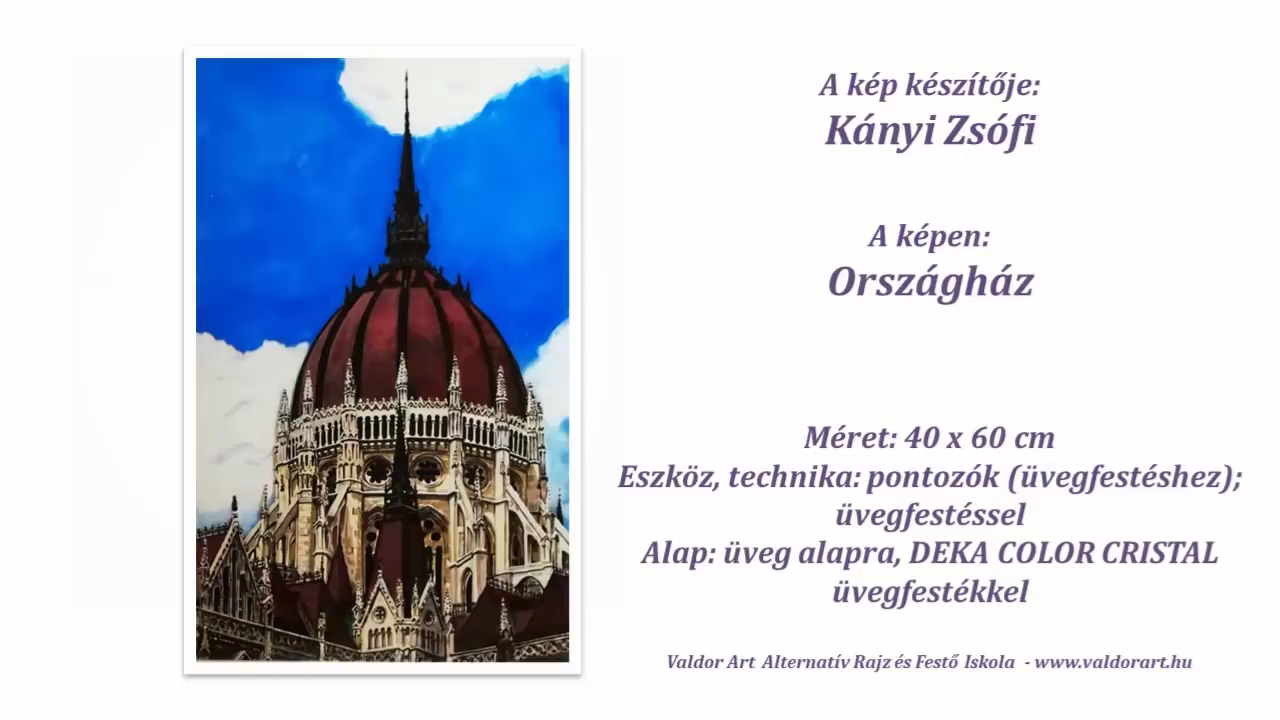 A kép készítője:
Kányi Zsófi
A képen:
Országház
Méret: 40 x 60 cm
Eszköz, technika: pontozók (üvegfestéshez);
üvegfestéssel
Alap: üveg alapra, DEKA COLOR CRISTAL
üvegfestékkel
Valdor Art Alternatív Rajz és Festő Iskola - www.valdorart.hu